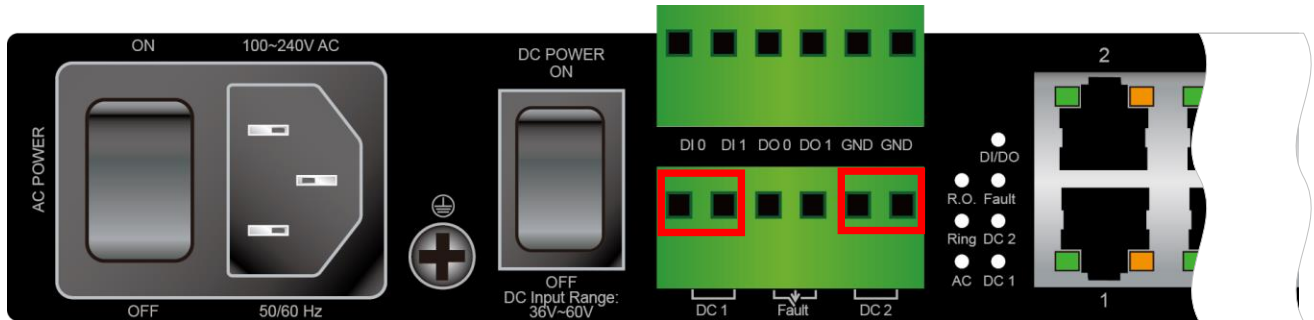 ON
100~240V AC
AC POWER
OFF
50/60 Hz
DC POWER
ON
OFF
DC Input Range:
36V~60V
DI 0 DI 1 DO 0 DO 1 GND GND
DC 1 Fault DC 2
DI/DO
R.O. Fault
Ring DC 2
AC DC 1
2
1